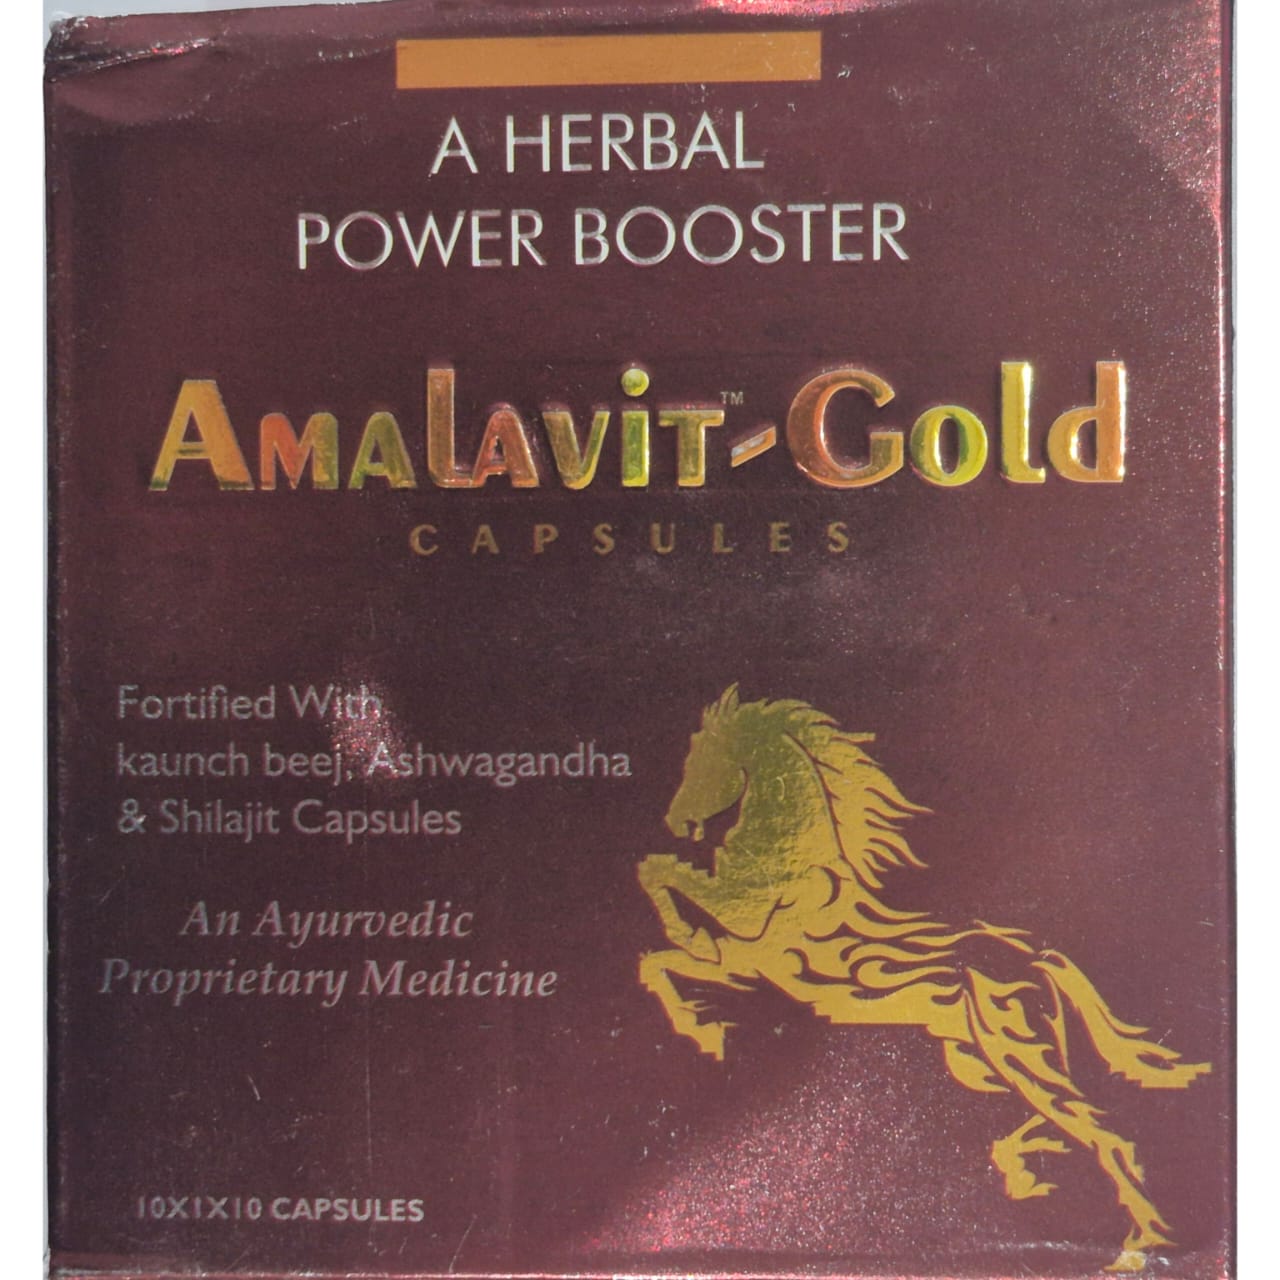 A HERBAL
POWER BOOSTER
AMALAVIT™-GOLD
CAPSULES
Fortified With
kaunch beej, Ashwagandha
& Shilajit Capsules
An Ayurvedic
Proprietary Medicine
10X1X10 CAPSULES